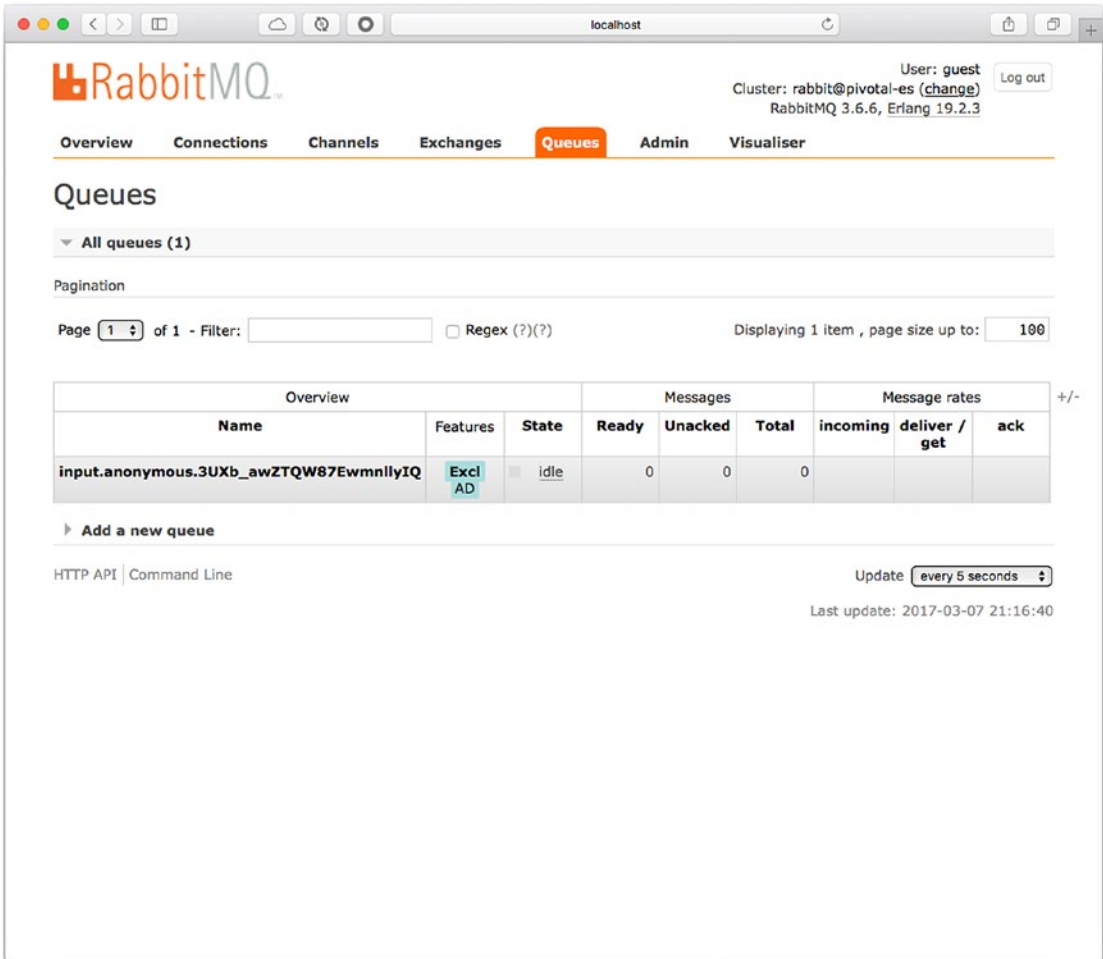 localhost
RabbitMQ
User: guest
Cluster: rabbit@pivotal-es (change)
RabbitMQ 3.6.6, Erlang 19.2.3
Log out
Overview Connections Channels Exchanges Queues Admin Visualiser
Queues
All queues (1)
Pagination
Page 1 of 1 - Filter: Regex (?)(?) Displaying 1 item , page size up to: 100
Overview Messages Message rates +/-
Name Features State Ready Unacked Total incoming deliver / get ack
input.anonymous.3UXb_awZTQW87EwmnllyIQ Excl AD idle 0 0 0
Add a new queue
HTTP API Command Line Update every 5 seconds
Last update: 2017-03-07 21:16:40